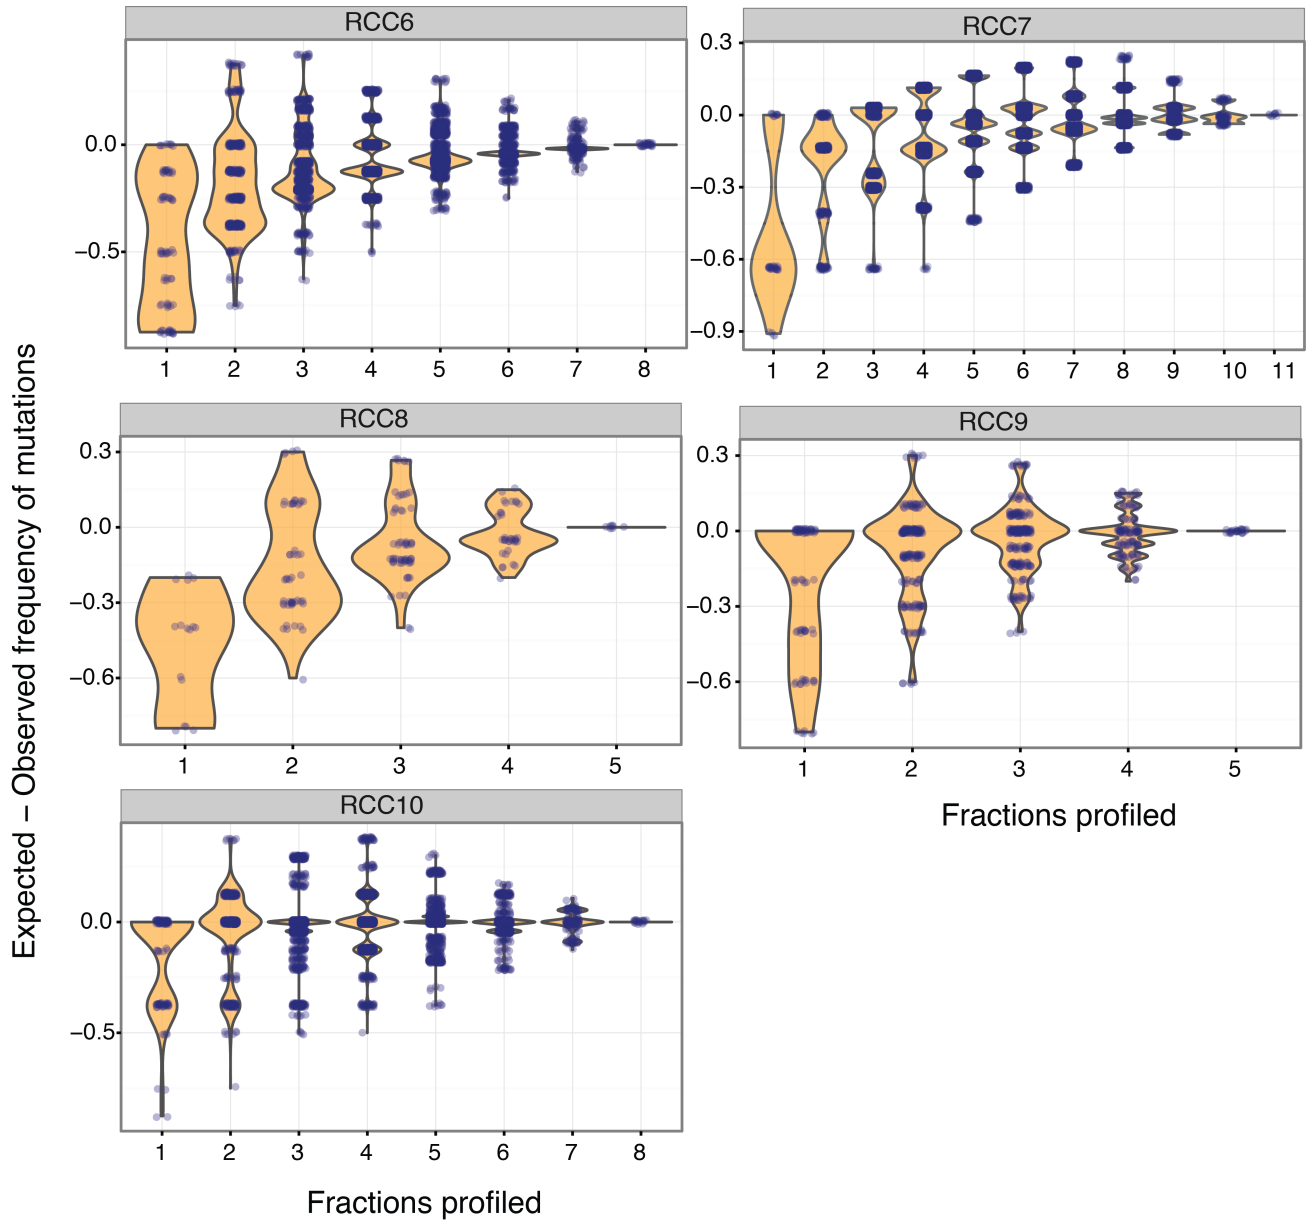 Expected – Observed frequency of mutations
RCC6
0.0
−0.5
1 2 3 4 5 6 7 8
RCC7
0.3
0.0
−0.3
−0.6
−0.9
1 2 3 4 5 6 7 8 9 10 11
RCC8
0.3
0.0
−0.3
−0.6
1 2 3 4 5
RCC9
0.3
0.0
−0.3
−0.6
1 2 3 4 5
Fractions profiled
RCC10
0.0
−0.5
1 2 3 4 5 6 7 8
Fractions profiled